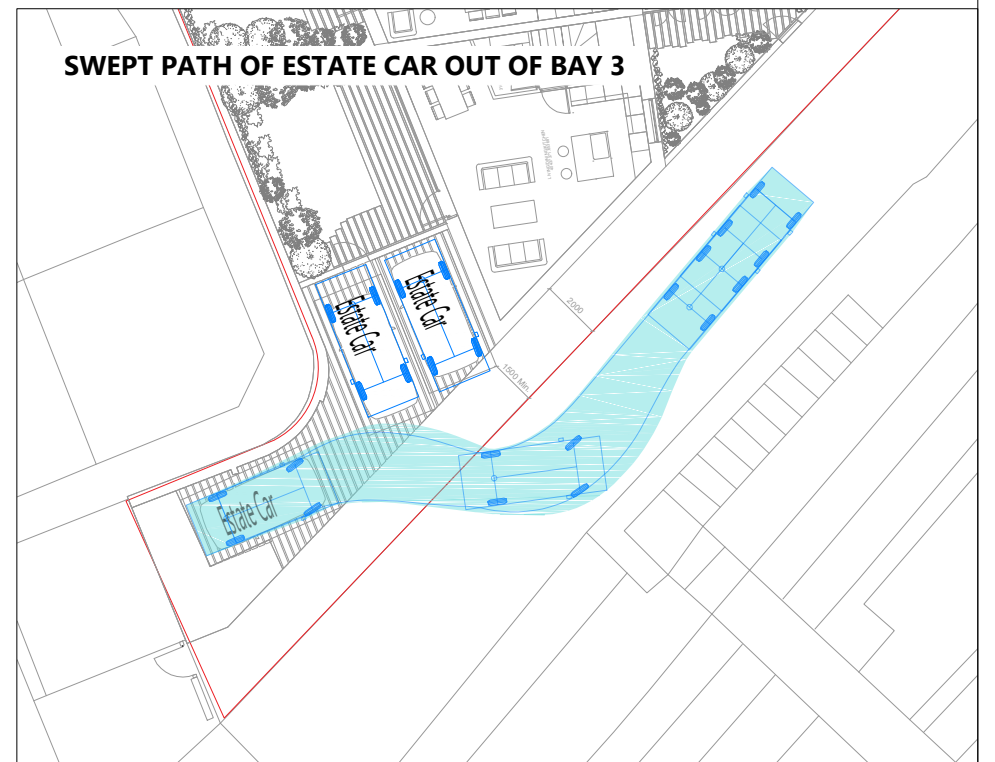 SWEPT PATH OF ESTATE CAR OUT OF BAY 3
Estate Car
Estate Car
2000
1500 Min.
Estate Car